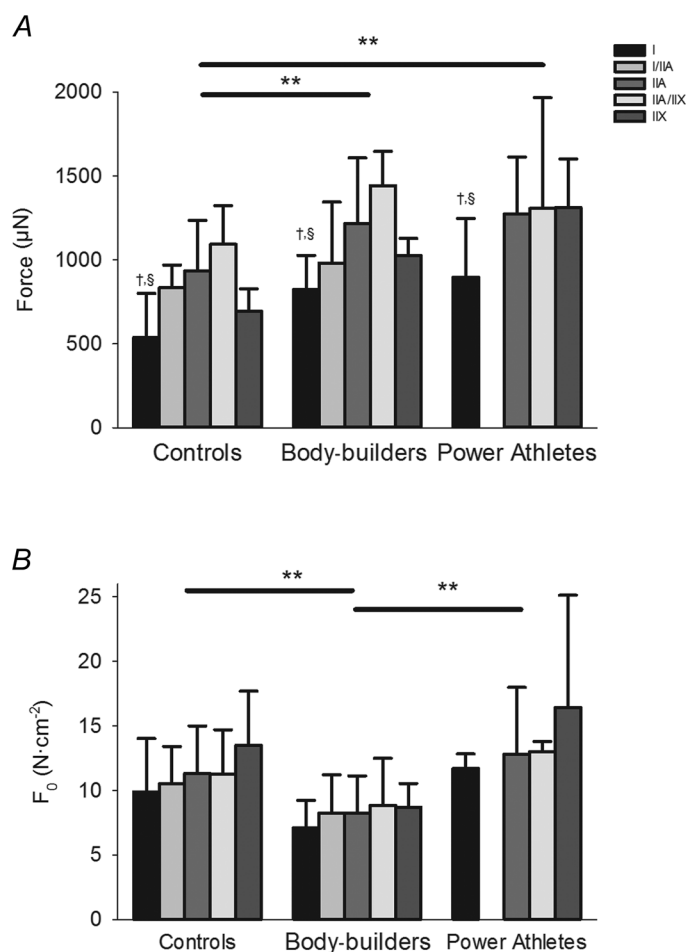 A
**
**
I
I/IIA
IIA
IIA/IIX
IIX
2000
1500
1000
500
0
Force (µN)
†,§
†,§
†,§
Controls
Body-builders
Power Athletes
B
**
**
25
20
15
10
5
0
F₀ (N·cm⁻²)
Controls
Body-builders
Power Athletes